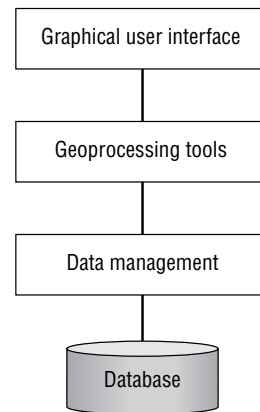 Graphical user interface
Geoprocessing tools
Data management
Database